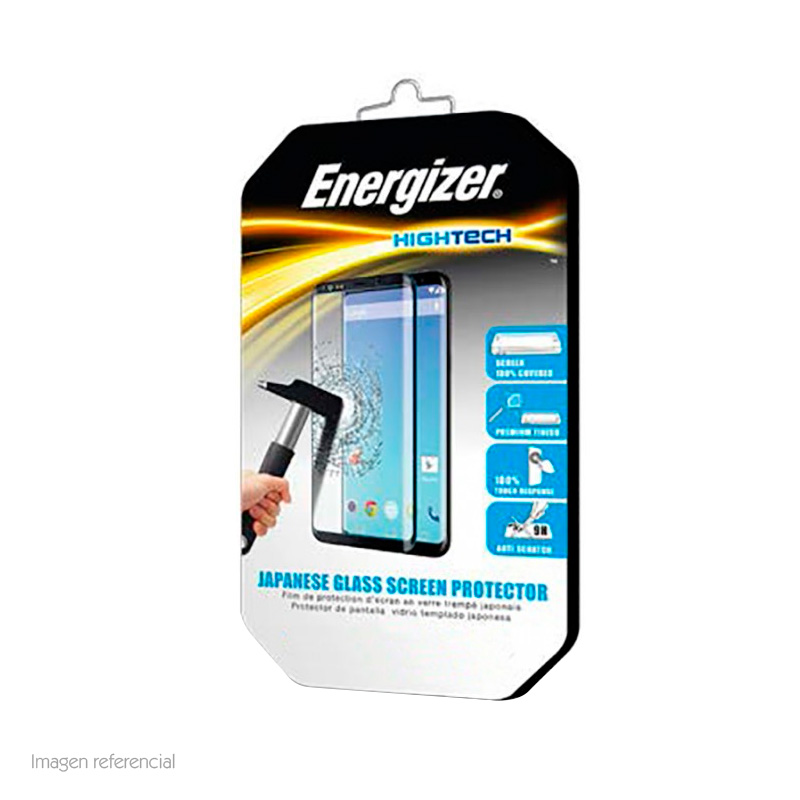 Energizer®
HIGHTECH
™
SCREEN
100% COVERED
PREMIUM FINISH
100%
TOUCH RESPONSE
9H
ANTI SCRATCH
JAPANESE GLASS SCREEN PROTECTOR
Film de protection d'écran en verre trempé japonais
Protector de pantalla vidrio templado japonesa
Imagen referencial